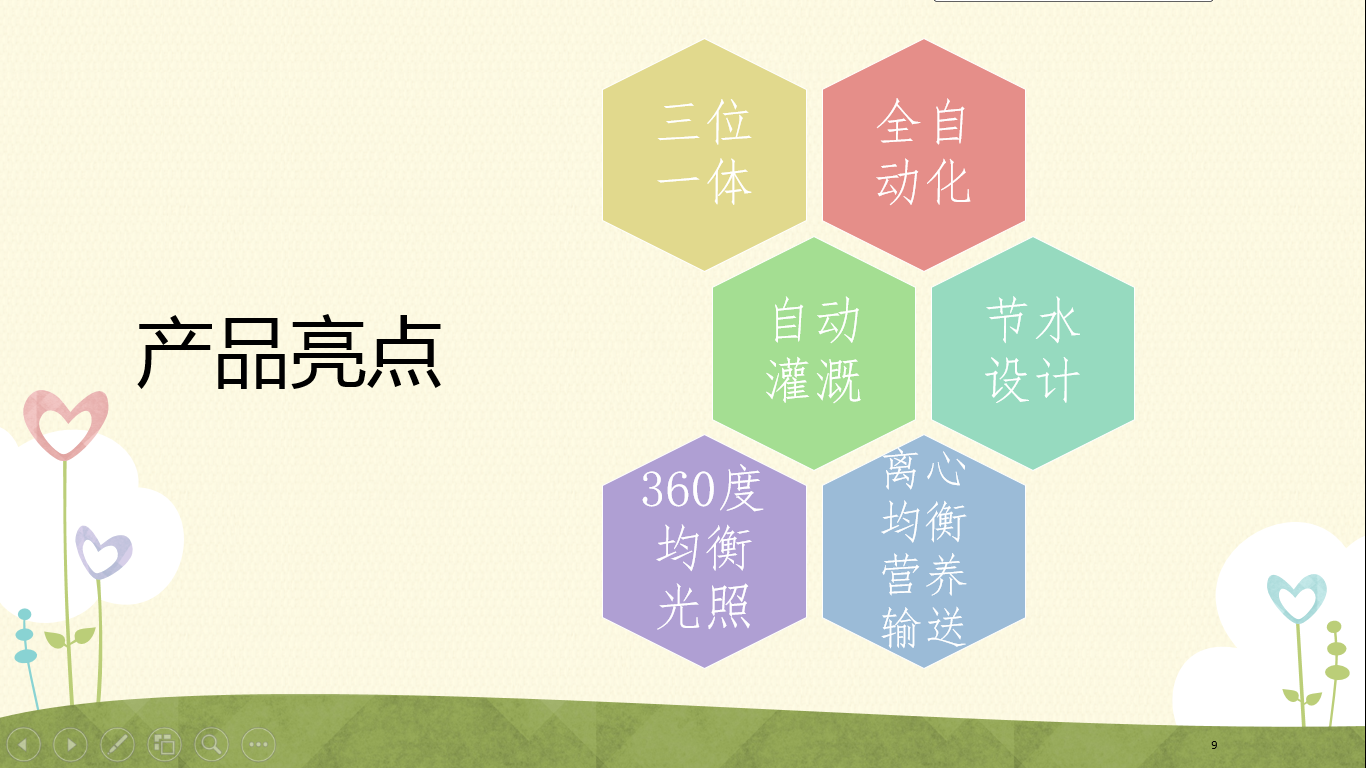 产品亮点
三位
一体
全自
动化
自动
灌溉
节水
设计
360度
均衡
光照
离心
均衡
营养
输送
9